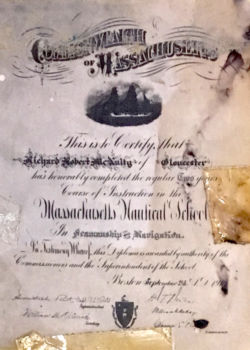 COMMONWEALTH
OF MASSACHUSETTS
This is to Certify, that
Richard Robert McNulty of Gloucester
has honorably completed the regular Two years
Course of Instruction in the
Massachusetts Nautical School
In Seamanship & Navigation.
In Testimony Whereof this Diploma is awarded by authority of the
Commissioners and the Superintendent of the School.
Boston September 24